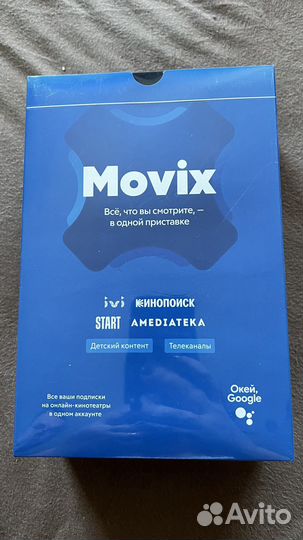 Movix
Всё, что вы смотрите, —
в одной приставке
ivi КИНОПОИСК
START AMEDIATEKA
Детский контент Телеканалы
Все ваши подписки
на онлайн-кинотеатры
в одном аккаунте
Окей,
Google
Avito